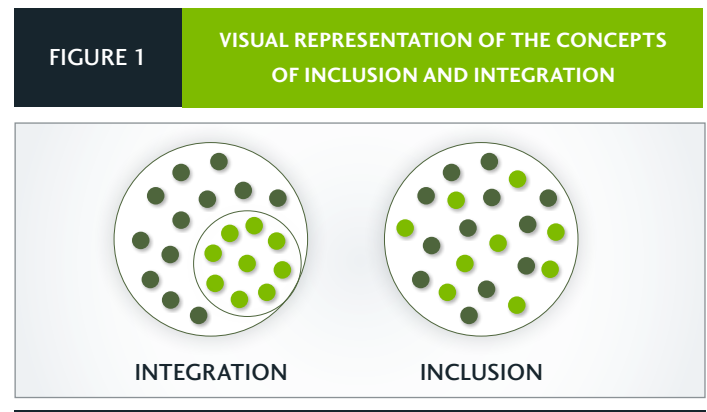 FIGURE 1
VISUAL REPRESENTATION OF THE CONCEPTS
OF INCLUSION AND INTEGRATION
INTEGRATION
INCLUSION